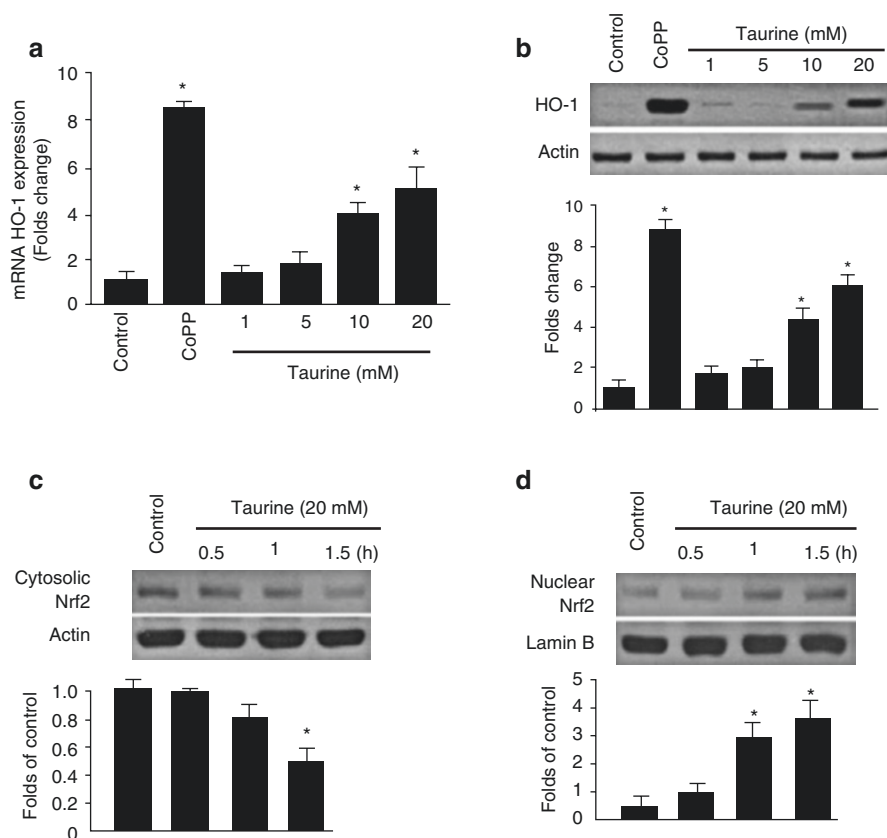 a
mRNA HO-1 expression
(Folds change)
10
8
6
4
2
0
*
*
*
Control
CoPP
1
5
10
20
Taurine (mM)
b
Control
CoPP
Taurine (mM)
1
5
10
20
HO-1
Actin
Folds change
10
8
6
4
2
0
*
*
*
c
Control
Taurine (20 mM)
0.5
1
1.5 (h)
Cytosolic
Nrf2
Actin
Folds of control
1.0
0.8
0.6
0.4
0.2
0
*
d
Control
Taurine (20 mM)
0.5
1
1.5 (h)
Nuclear
Nrf2
Lamin B
Folds of control
5
4
3
2
1
0
*
*